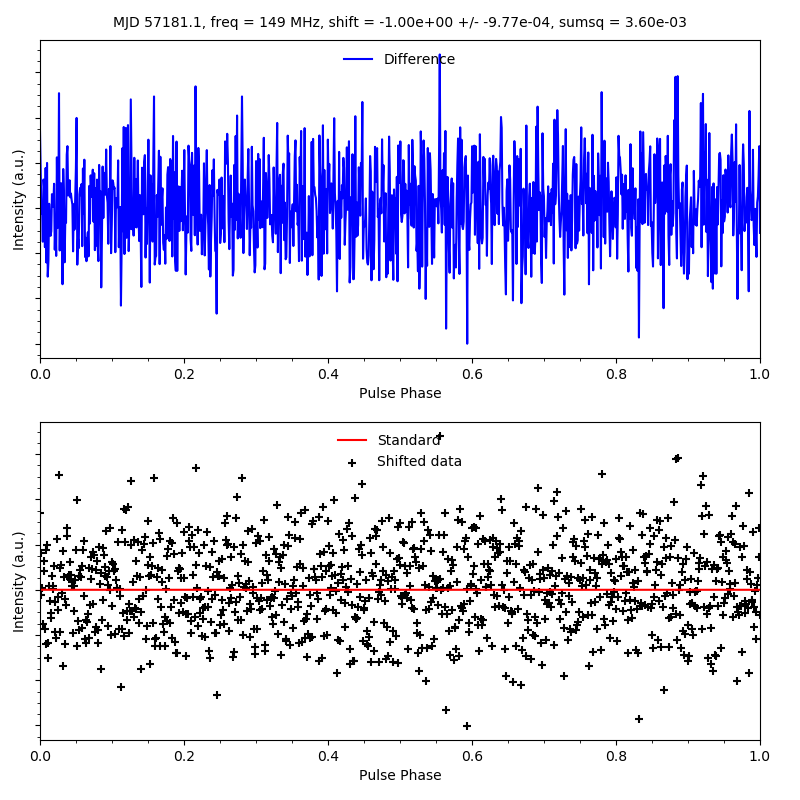 MJD 57181.1, freq = 149 MHz, shift = -1.00e+00 +/- -9.77e-04, sumsq = 3.60e-03
Difference
Intensity (a.u.)
0.0 0.2 0.4 0.6 0.8 1.0
Pulse Phase
Standard
Shifted data
Intensity (a.u.)
0.0 0.2 0.4 0.6 0.8 1.0
Pulse Phase